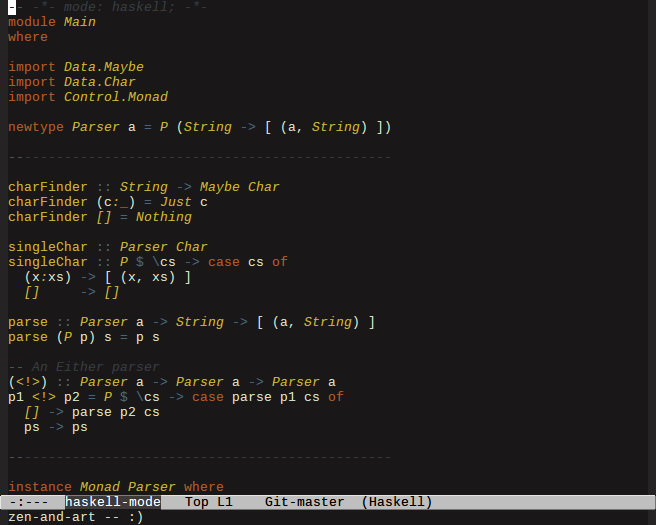 -- -*- mode: haskell; -*-
module Main
where
import Data.Maybe
import Data.Char
import Control.Monad
newtype Parser a = P (String -> [ (a, String) ])
------------------------------------------------
charFinder :: String -> Maybe Char
charFinder (c:_) = Just c
charFinder [] = Nothing
singleChar :: Parser Char
singleChar :: P $ \cs -> case cs of
  (x:xs) -> [ (x, xs) ]
  []     -> []
parse :: Parser a -> String -> [ (a, String) ]
parse (P p) s = p s
-- An Either parser
(<!>) :: Parser a -> Parser a -> Parser a
p1 <!> p2 = P $ \cs -> case parse p1 cs of
  [] -> parse p2 cs
  ps -> ps
------------------------------------------------
instance Monad Parser where
-:---  haskell-mode   Top L1    Git-master  (Haskell)
zen-and-art -- :)